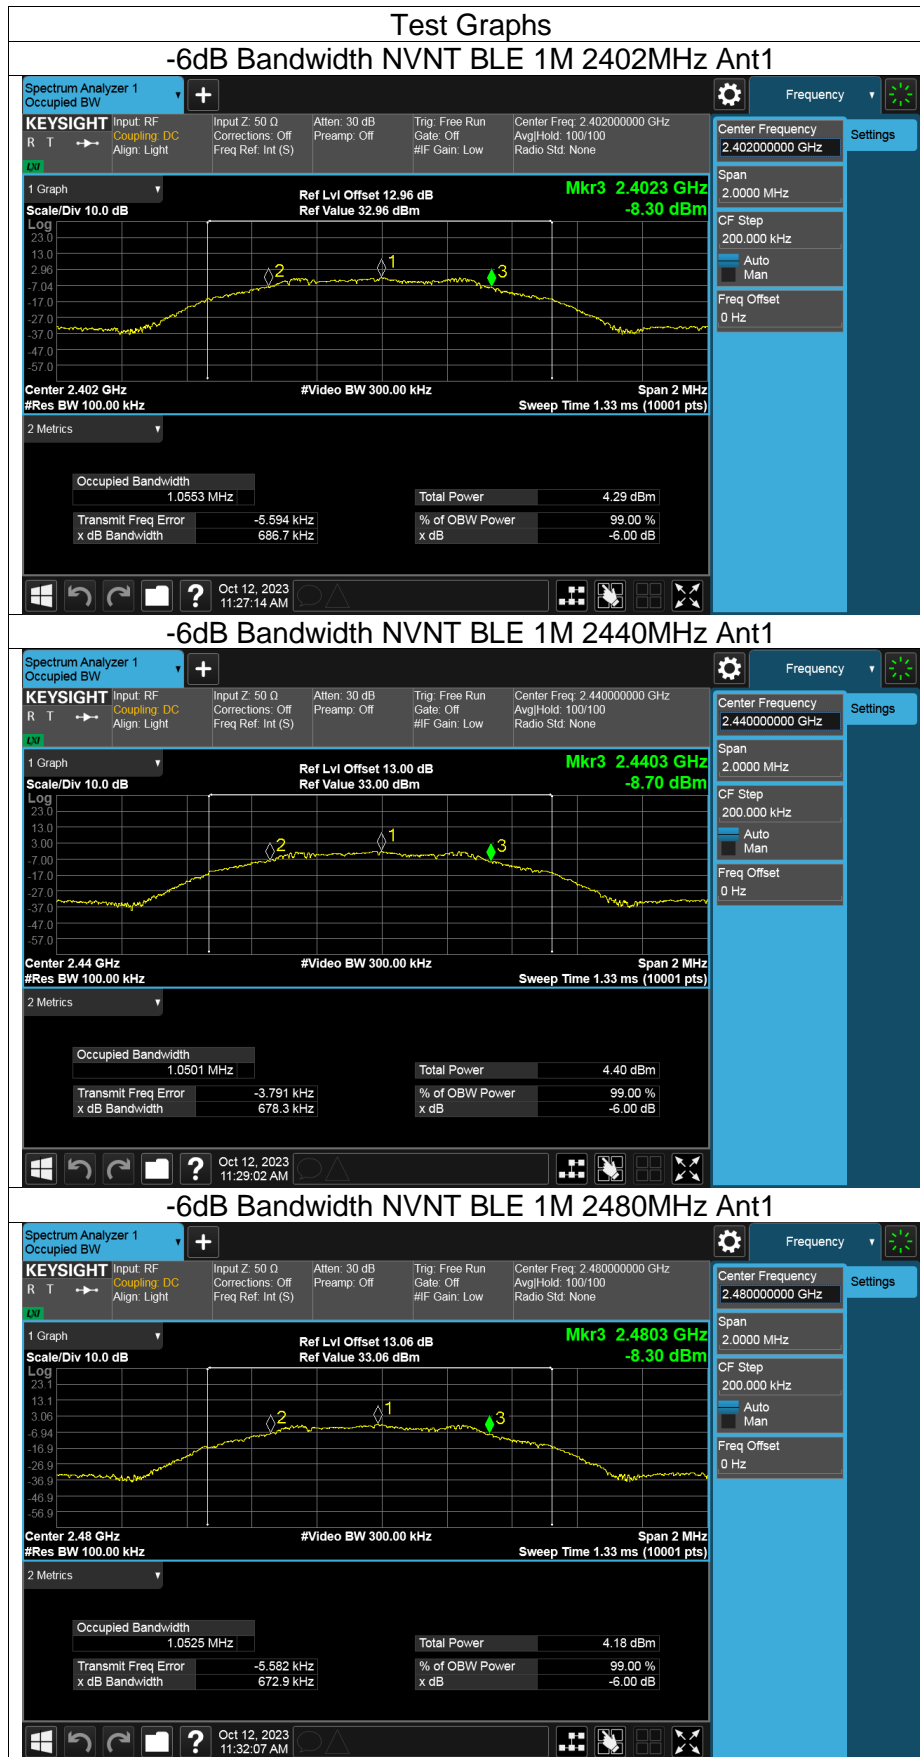 Test Graphs
-6dB Bandwidth NVNT BLE 1M 2402MHz Ant1
Spectrum Analyzer 1
Occupied BW
Frequency
KEYSIGHT Input: RF Input Z: 50 Ω Atten: 30 dB Trig: Free Run Center Freq: 2.402000000 GHz
R T Coupling: DC Corrections: Off Preamp: Off Gate: Off Avg|Hold: 100/100
Align: Light Freq Ref: Int (S) #IF Gain: Low Radio Std: None
LXI
Center Frequency
2.402000000 GHz
Settings
Span
2.0000 MHz
CF Step
200.000 kHz
Auto
Man
Freq Offset
0 Hz
1 Graph Ref Lvl Offset 12.96 dB Mkr3 2.4023 GHz
Scale/Div 10.0 dB Ref Value 32.96 dBm -8.30 dBm
Log
23.0
13.0
2.96
-7.04
-17.0
-27.0
-37.0
-47.0
-57.0
2 1 3
Center 2.402 GHz #Video BW 300.00 kHz Span 2 MHz
#Res BW 100.00 kHz Sweep Time 1.33 ms (10001 pts)
2 Metrics
Occupied Bandwidth
1.0553 MHz Total Power 4.29 dBm
Transmit Freq Error -5.594 kHz % of OBW Power 99.00 %
x dB Bandwidth 686.7 kHz x dB -6.00 dB
? Oct 12, 2023
11:27:14 AM
-6dB Bandwidth NVNT BLE 1M 2440MHz Ant1
Spectrum Analyzer 1
Occupied BW
Frequency
KEYSIGHT Input: RF Input Z: 50 Ω Atten: 30 dB Trig: Free Run Center Freq: 2.440000000 GHz
R T Coupling: DC Corrections: Off Preamp: Off Gate: Off Avg|Hold: 100/100
Align: Light Freq Ref: Int (S) #IF Gain: Low Radio Std: None
LXI
Center Frequency
2.440000000 GHz
Settings
Span
2.0000 MHz
CF Step
200.000 kHz
Auto
Man
Freq Offset
0 Hz
1 Graph Ref Lvl Offset 13.00 dB Mkr3 2.4403 GHz
Scale/Div 10.0 dB Ref Value 33.00 dBm -8.70 dBm
Log
23.0
13.0
3.00
-7.00
-17.0
-27.0
-37.0
-47.0
-57.0
2 1 3
Center 2.44 GHz #Video BW 300.00 kHz Span 2 MHz
#Res BW 100.00 kHz Sweep Time 1.33 ms (10001 pts)
2 Metrics
Occupied Bandwidth
1.0501 MHz Total Power 4.40 dBm
Transmit Freq Error -3.791 kHz % of OBW Power 99.00 %
x dB Bandwidth 678.3 kHz x dB -6.00 dB
? Oct 12, 2023
11:29:02 AM
-6dB Bandwidth NVNT BLE 1M 2480MHz Ant1
Spectrum Analyzer 1
Occupied BW
Frequency
KEYSIGHT Input: RF Input Z: 50 Ω Atten: 30 dB Trig: Free Run Center Freq: 2.480000000 GHz
R T Coupling: DC Corrections: Off Preamp: Off Gate: Off Avg|Hold: 100/100
Align: Light Freq Ref: Int (S) #IF Gain: Low Radio Std: None
LXI
Center Frequency
2.480000000 GHz
Settings
Span
2.0000 MHz
CF Step
200.000 kHz
Auto
Man
Freq Offset
0 Hz
1 Graph Ref Lvl Offset 13.06 dB Mkr3 2.4803 GHz
Scale/Div 10.0 dB Ref Value 33.06 dBm -8.30 dBm
Log
23.1
13.1
3.06
-6.94
-16.9
-26.9
-36.9
-46.9
-56.9
2 1 3
Center 2.48 GHz #Video BW 300.00 kHz Span 2 MHz
#Res BW 100.00 kHz Sweep Time 1.33 ms (10001 pts)
2 Metrics
Occupied Bandwidth
1.0525 MHz Total Power 4.18 dBm
Transmit Freq Error -5.582 kHz % of OBW Power 99.00 %
x dB Bandwidth 672.9 kHz x dB -6.00 dB
? Oct 12, 2023
11:32:07 AM